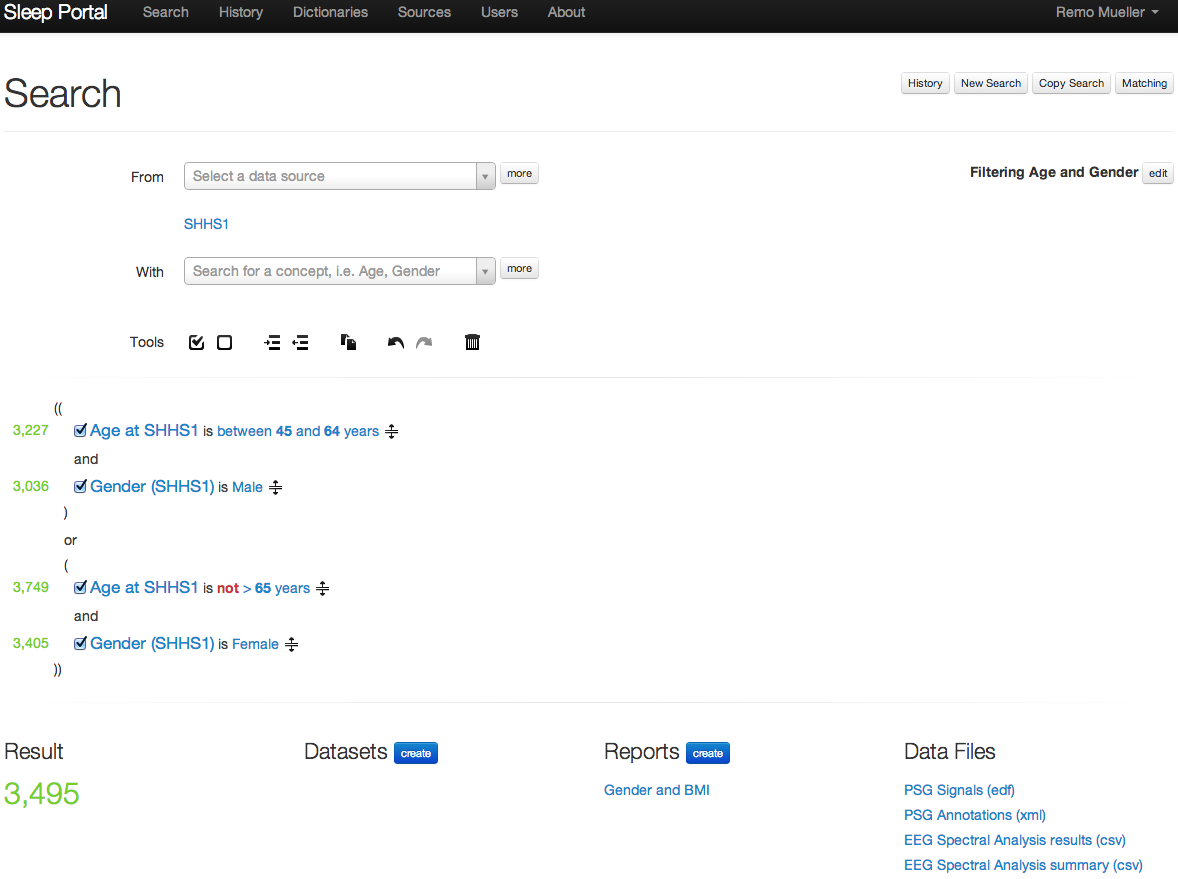 Sleep Portal Search History Dictionaries Sources Users About Remo Mueller
Search History New Search Copy Search Matching
From Select a data source more Filtering Age and Gender edit
SHHS1
With Search for a concept, i.e. Age, Gender more
Tools
((
3,227 Age at SHHS1 is between 45 and 64 years
and
3,036 Gender (SHHS1) is Male
)
or
(
3,749 Age at SHHS1 is not > 65 years
and
3,405 Gender (SHHS1) is Female
))
Result Datasets create Reports create Data Files
3,495 Gender and BMI PSG Signals (edf)
PSG Annotations (xml)
EEG Spectral Analysis results (csv)
EEG Spectral Analysis summary (csv)